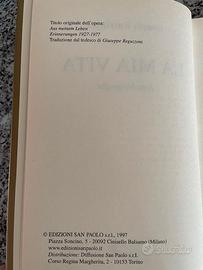 Titolo originale dell'opera:
Aus meinem Leben
Erinnerungen 1927-1977
Traduzione dal tedesco di Giuseppe Reguzzoni
LA MIA VITA
© EDIZIONI SAN PAOLO s.r.l., 1997
Piazza Soncino, 5 - 20092 Cinisello Balsamo (Milano)
www.edizionisanpaolo.it
Distribuzione: Diffusione San Paolo s.r.l.
Corso Regina Margherita, 2 - 10153 Torino
subito